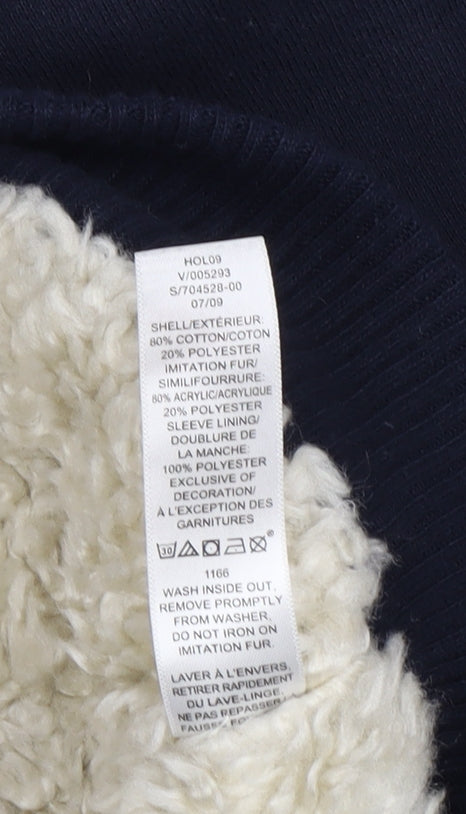 HOL09
V/005293
S/704528-00
07/09
SHELL/EXTÉRIEUR:
80% COTTON/COTON
20% POLYESTER
IMITATION FUR/
SIMILIFOURRURE:
80% ACRYLIC/ACRYLIQUE
20% POLYESTER
SLEEVE LINING/
DOUBLURE DE
LA MANCHE:
100% POLYESTER
EXCLUSIVE OF
DECORATION/
À L'EXCEPTION DES
GARNITURES
30
®
1166
WASH INSIDE OUT,
REMOVE PROMPTLY
FROM WASHER,
DO NOT IRON ON
IMITATION FUR.
LAVER À L'ENVERS,
RETIRER RAPIDEMENT
DU LAVE-LINGE,
NE PAS REPASSER
FAUSSE